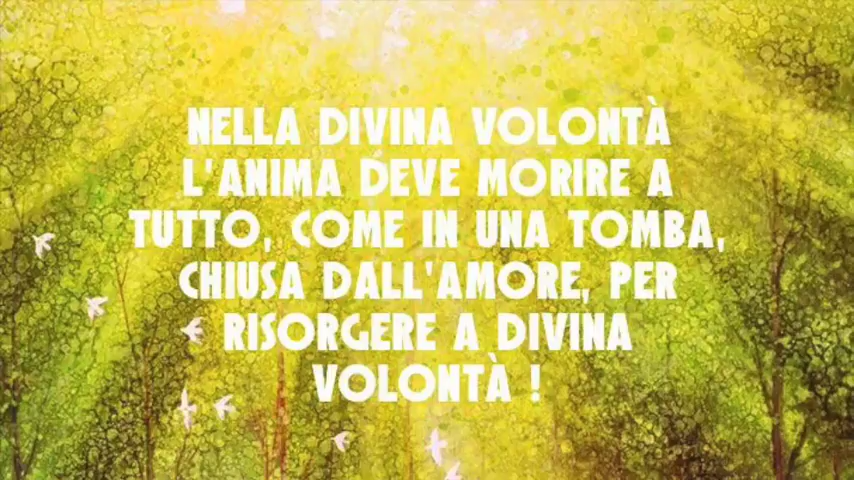 NELLA DIVINA VOLONTÀ
L'ANIMA DEVE MORIRE A
TUTTO, COME IN UNA TOMBA,
CHIUSA DALL'AMORE, PER
RISORGERE A DIVINA
VOLONTÀ !